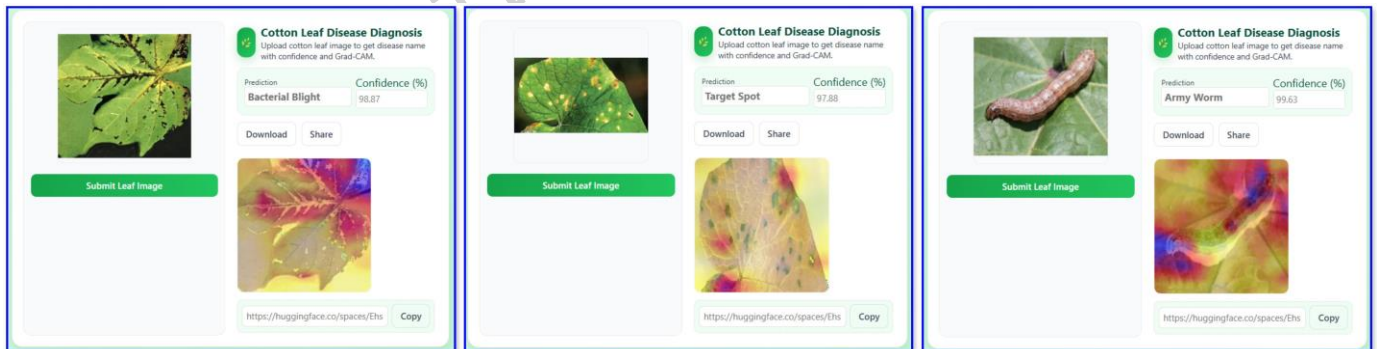 Cotton Leaf Disease Diagnosis
Upload cotton leaf image to get disease name
with confidence and Grad-CAM.
Prediction
Confidence (%)
Bacterial Blight
98.87
Download
Share
Submit Leaf Image
https://huggingface.co/spaces/Ehs
Copy
Cotton Leaf Disease Diagnosis
Upload cotton leaf image to get disease name
with confidence and Grad-CAM.
Prediction
Confidence (%)
Target Spot
97.88
Download
Share
Submit Leaf Image
https://huggingface.co/spaces/Ehs
Copy
Cotton Leaf Disease Diagnosis
Upload cotton leaf image to get disease name
with confidence and Grad-CAM.
Prediction
Confidence (%)
Army Worm
99.63
Download
Share
Submit Leaf Image
https://huggingface.co/spaces/Ehs
Copy